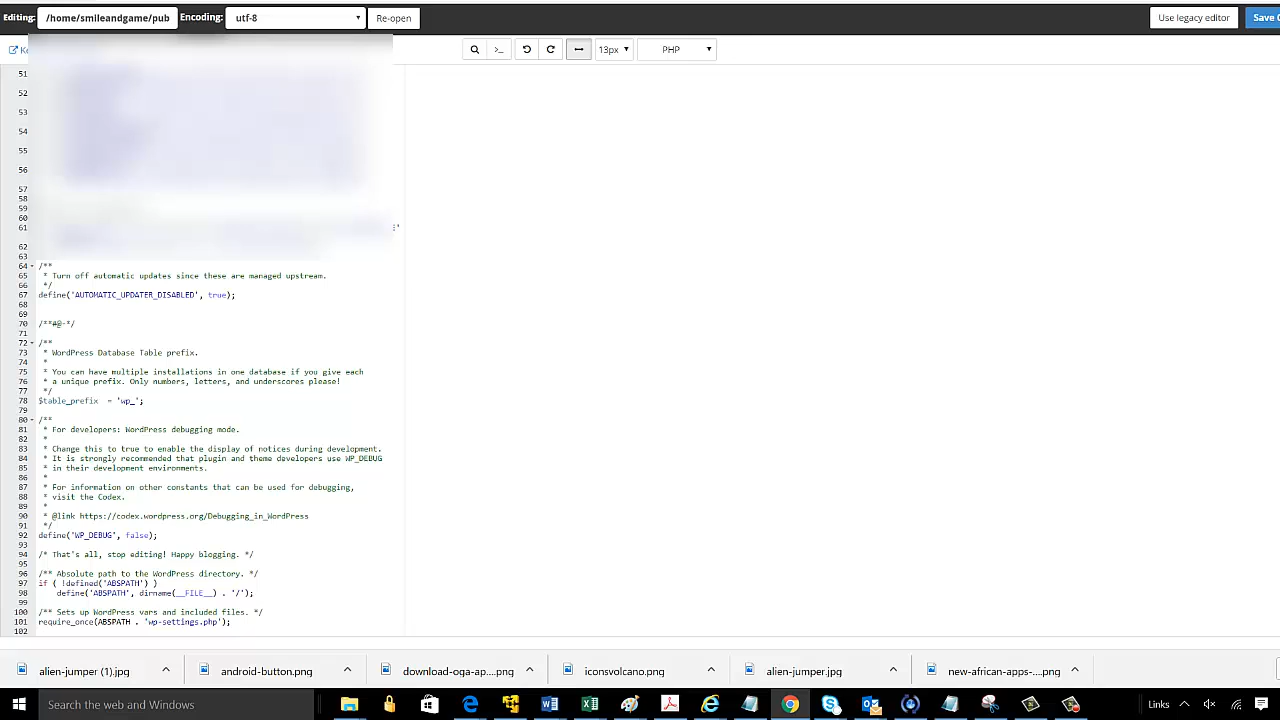 Editing: /home/smileandgame/pub Encoding: utf-8 Re-open Use legacy editor Save
13px PHP
51
52
53
54
55
56
57
58
59
60
61
62
63
64 /**
65 * Turn off automatic updates since these are managed upstream.
66 */
67 define('AUTOMATIC_UPDATER_DISABLED', true);
68
69
70 /**#@-*/
71
72 /**
73 * WordPress Database Table prefix.
74 *
75 * You can have multiple installations in one database if you give each
76 * a unique prefix. Only numbers, letters, and underscores please!
77 */
78 $table_prefix = 'wp_';
79
80 /**
81 * For developers: WordPress debugging mode.
82 *
83 * Change this to true to enable the display of notices during development.
84 * It is strongly recommended that plugin and theme developers use WP_DEBUG
85 * in their development environments.
86 *
87 * For information on other constants that can be used for debugging,
88 * visit the Codex.
89 *
90 * @link https://codex.wordpress.org/Debugging_in_WordPress
91 */
92 define('WP_DEBUG', false);
93
94 /* That's all, stop editing! Happy blogging. */
95
96 /** Absolute path to the WordPress directory. */
97 if ( !defined('ABSPATH') )
98 define('ABSPATH', dirname(__FILE__) . '/');
99
100 /** Sets up WordPress vars and included files. */
101 require_once(ABSPATH . 'wp-settings.php');
102
alien-jumper (1).jpg android-button.png download-oga-ap....png iconsvolcano.png alien-jumper.jpg new-african-apps-....png
Search the web and Windows Links